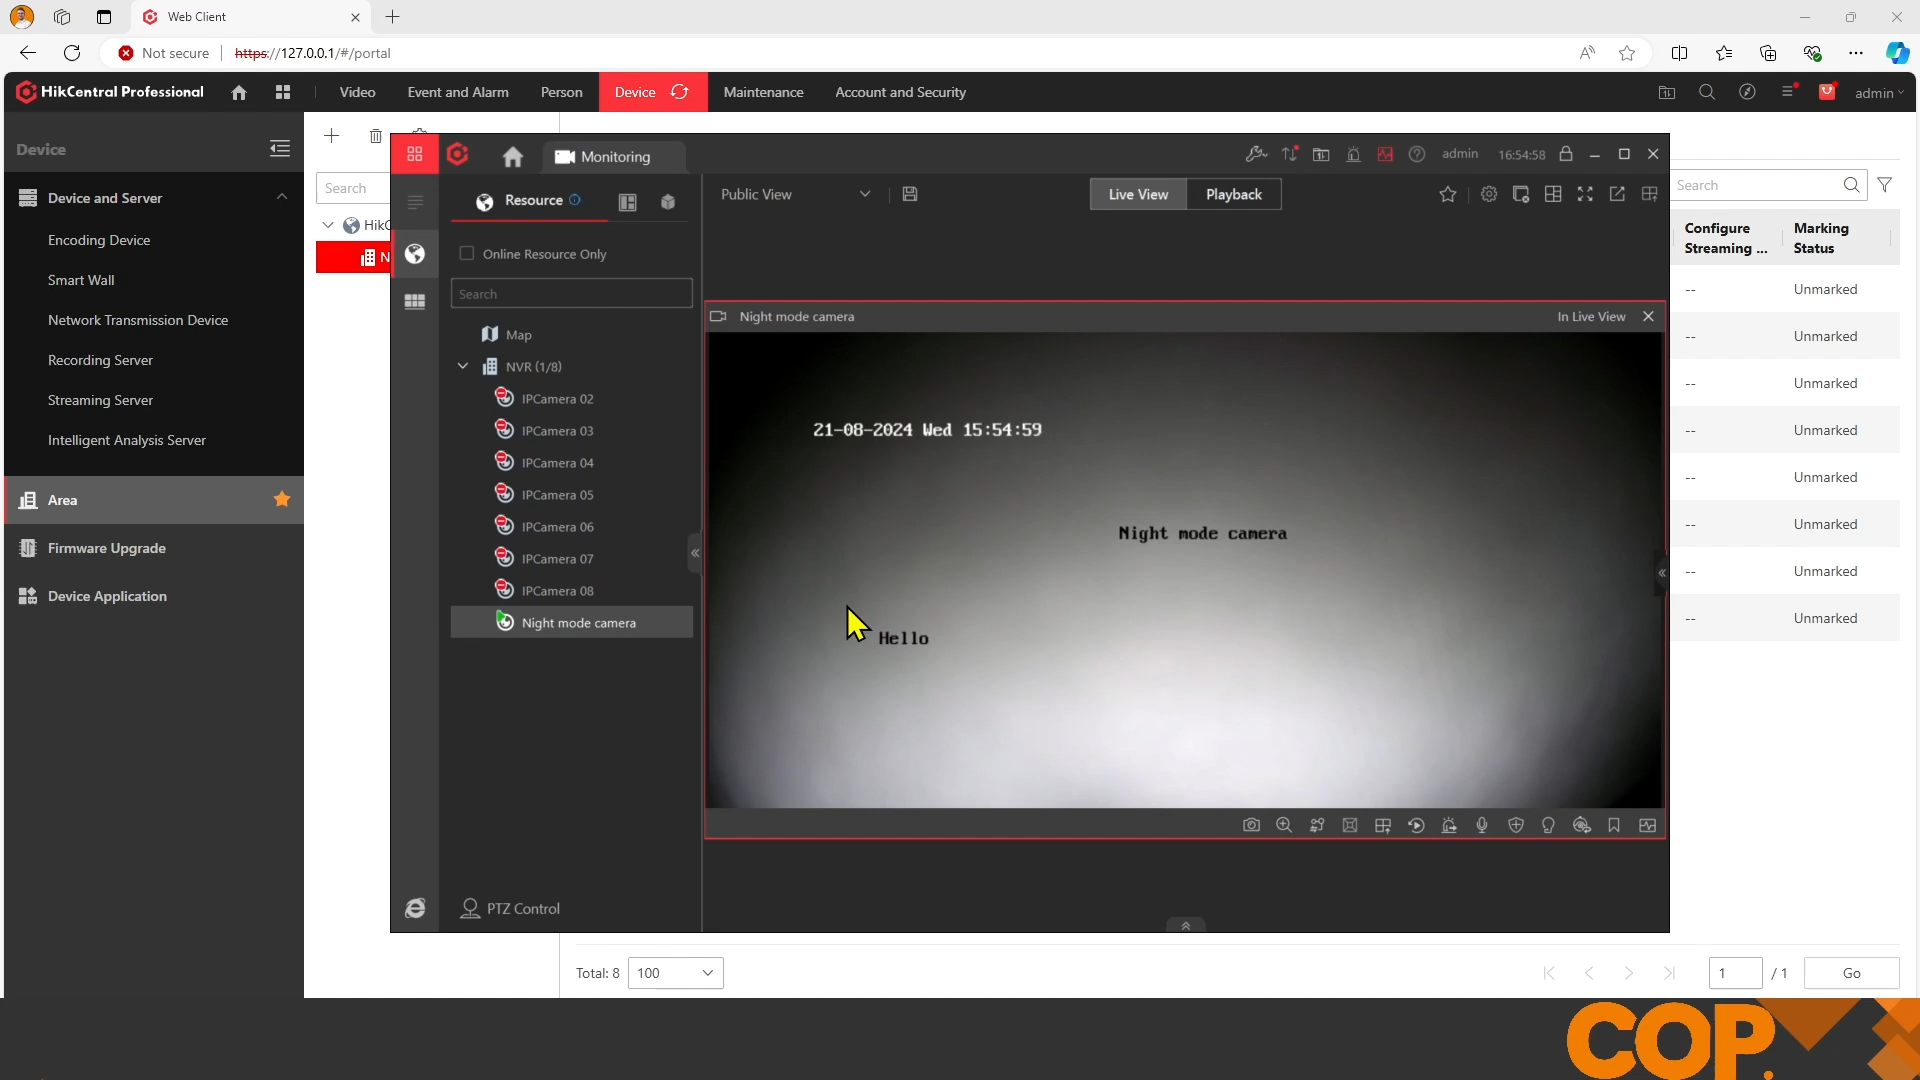 Web Client
Not secure
https://127.0.0.1/#/portal
HikCentral Professional
Video
Event and Alarm
Person
Device
Maintenance
Account and Security
admin
Device
Device and Server
Encoding Device
Smart Wall
Network Transmission Device
Recording Server
Streaming Server
Intelligent Analysis Server
Area
Firmware Upgrade
Device Application
Search
HikC
N
Monitoring
admin
16:54:58
Resource
Public View
Live View
Playback
Online Resource Only
Search
Map
NVR (1/8)
IPCamera 02
IPCamera 03
IPCamera 04
IPCamera 05
IPCamera 06
IPCamera 07
IPCamera 08
Night mode camera
PTZ Control
Night mode camera
In Live View
21-08-2024 Wed 15:54:59
Night mode camera
Hello
Search
Configure
Streaming ...
Marking
Status
-- Unmarked
-- Unmarked
-- Unmarked
-- Unmarked
-- Unmarked
-- Unmarked
-- Unmarked
-- Unmarked
Total: 8
100
1
/ 1
Go
COP.